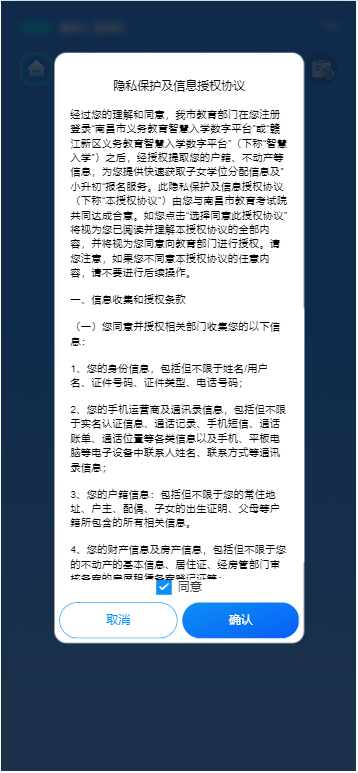 隐私保护及信息授权协议
经过您的理解和同意，我市教育部门在您注册
登录“南昌市义务教育智慧入学数字平台”或“赣
江新区义务教育智慧入学数字平台”（下称“智慧
入学”）之后，经授权提取您的户籍、不动产等
信息，为您提供快速获取子女学位分配信息及“
小升初”报名服务。此隐私保护及信息授权协议
（下称“本授权协议”）由您与南昌市教育考试院
共同达成合意。如您点击“选择同意此授权协议”
将视为您已阅读并理解本授权协议的全部内
容，并将视为您同意向教育部门进行授权。请
您注意，如果您不同意本授权协议的任意内
容，请不要进行后续操作。
一、信息收集和授权条款
（一）您同意并授权相关部门收集您的以下信
息：
1、您的身份信息，包括但不限于姓名/用户
名、证件号码、证件类型、电话号码；
2、您的手机运营商及通讯录信息，包括但不限
于实名认证信息、通话记录、手机短信、通话
账单、通话位置等各类信息以及手机、平板电
脑等电子设备中联系人姓名、联系方式等通讯
录信息；
3、您的户籍信息：包括但不限于您的常住地
址、户主、配偶、子女的出生证明、父母等户
籍所包含的所有相关信息。
4、您的财产信息及房产信息，包括但不限于您
的不动产的基本信息、居住证、经房管部门审
核备案的房屋租赁备案登记证等；
同意
取消
确认